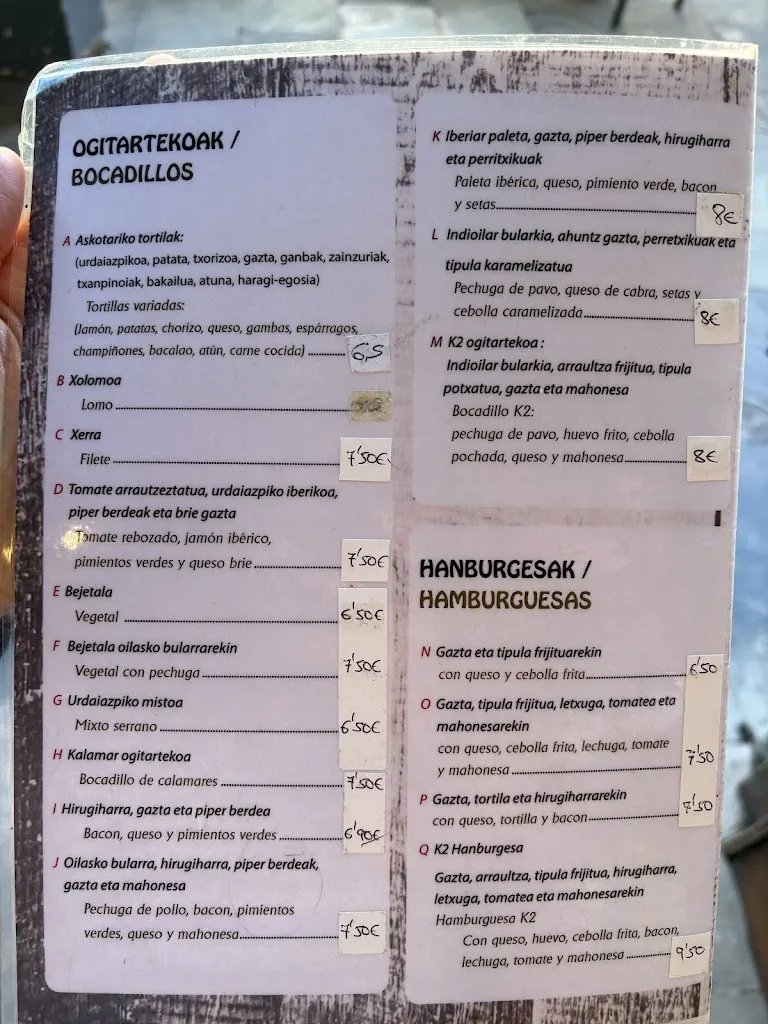 OGITARTEKOAK /
BOCADILLOS
A Askotariko tortilak:
(urdaiazpikoa, patata, txorizoa, gazta, ganbak, zainzuriak,
txanpinoiak, bakailua, atuna, haragi-egosia)
Tortillas variadas:
(Jamón, patatas, chorizo, queso, gambas, espárragos,
champiñones, bacalao, atún, carne cocida) 6,5
B Xolomoa
Lomo
C Xerra
Filete 7'50€
D Tomate arrautzeztatua, urdaiazpiko iberikoa,
piper berdeak eta brie gazta
Tomate rebozado, jamón ibérico,
pimientos verdes y queso brie 7'50€
E Bejetala
Vegetal 6'50€
F Bejetala oilasko bularrarekin
Vegetal con pechuga 7'50€
G Urdaiazpiko mistoa
Mixto serrano 6'50€
H Kalamar ogitartekoa
Bocadillo de calamares 7'50€
I Hirugiharra, gazta eta piper berdea
Bacon, queso y pimientos verdes 6'90€
J Oilasko bularra, hirugiharra, piper berdeak,
gazta eta mahonesa
Pechuga de pollo, bacon, pimientos
verdes, queso y mahonesa 7'50€
K Iberiar paleta, gazta, piper berdeak, hirugiharra
eta perritxikuak
Paleta ibérica, queso, pimiento verde, bacon
y setas 8€
L Indioilar bularkia, ahuntz gazta, perretxikuak eta
tipula karamelizatua
Pechuga de pavo, queso de cabra, setas y
cebolla caramelizada 8€
M K2 ogitartekoa :
Indioilar bularkia, arraultza frijitua, tipula
potxatua, gazta eta mahonesa
Bocadillo K2:
pechuga de pavo, huevo frito, cebolla
pochada, queso y mahonesa 8€
HANBURGESAK /
HAMBURGUESAS
N Gazta eta tipula frijituarekin
con queso y cebolla frita 6'50
O Gazta, tipula frijitua, letxuga, tomatea eta
mahonesarekin
con queso, cebolla frita, lechuga, tomate
y mahonesa 7'50
P Gazta, tortila eta hirugiharrarekin
con queso, tortilla y bacon 7'50
Q K2 Hanburgesa
Gazta, arraultza, tipula frijitua, hirugiharra,
letxuga, tomatea eta mahonesarekin
Hamburguesa K2
Con queso, huevo, cebolla frita, bacon,
lechuga, tomate y mahonesa 9'50